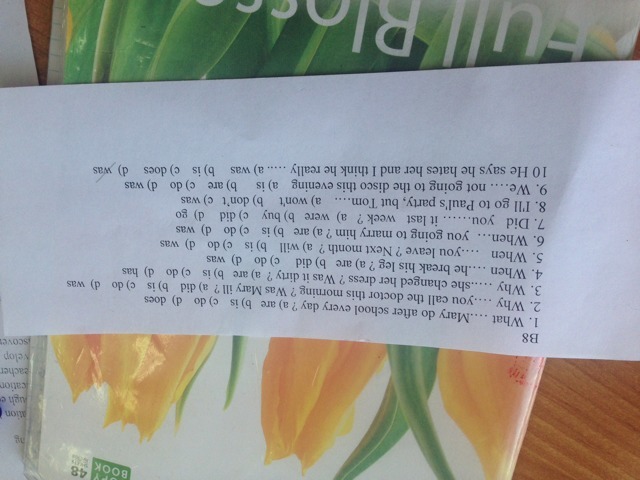 B8
1. What ....Mary do after school every day ? a) are b) is c) do d) does
2. Why ....you call the doctor this morning ? Was Mary ill ? a) did b) is c) do d) was
3. Why .....she changed her dress ? Was it dirty ? a) are b) is c) do d) has
4. When ....he break his leg ? a) are b) did c) do d) was
5. When ....you leave ? Next month ? a) will b) is c) do d) was
6. When… you going to marry him ? a) are b) is c) do d) was
7. Did you...... it last week ? a) were b) buy c) did d) go
8. I'll go to Paul's party, but Tom.... a) won't b) don't c) was
9. We…. not going to the disco this evening a) is b) are c) do d) was
10 He says he hates her and I think he really .... a) was b) is c) does d) was
Full Blosso
48
COPY
BOOK